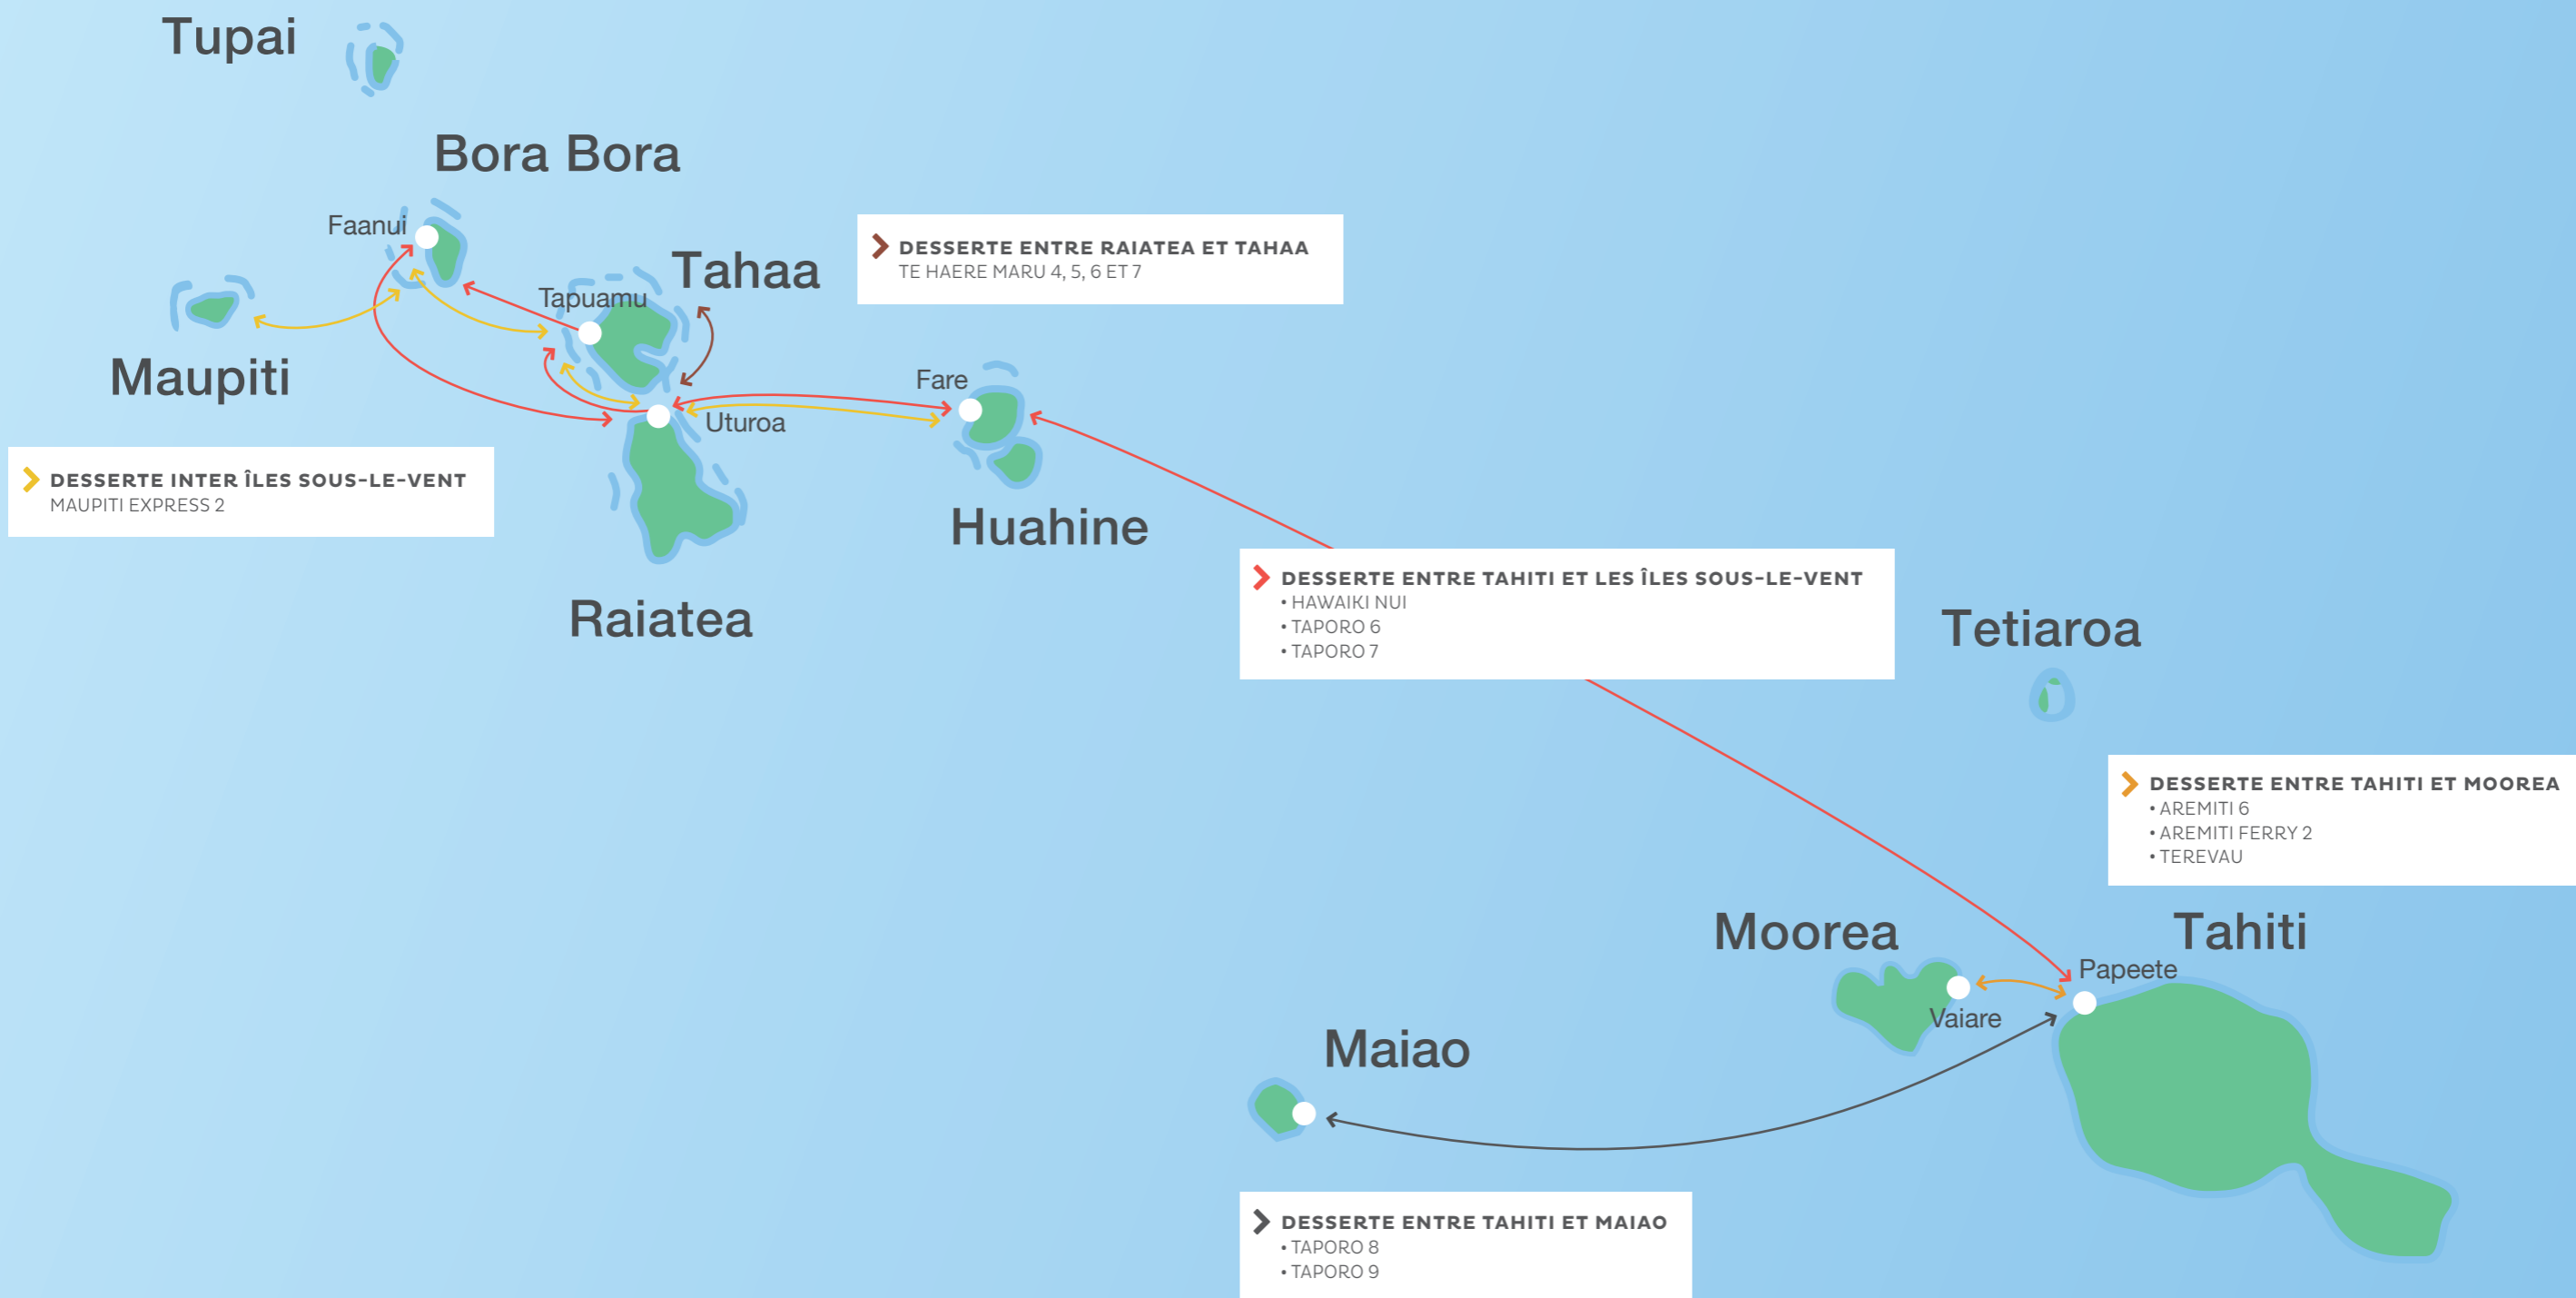 Tupai
Bora Bora
Faanui
Tahaa
Tapuamu
DESSERTE ENTRE RAIATEA ET TAHAA
TE HAERE MARU 4, 5, 6 ET 7
Maupiti
Fare
Uturoa
DESSERTE INTER ÎLES SOUS-LE-VENT
MAUPITI EXPRESS 2
Huahine
Raiatea
DESSERTE ENTRE TAHITI ET LES ÎLES SOUS-LE-VENT
• HAWAIKI NUI
• TAPORO 6
• TAPORO 7
Tetiaroa
DESSERTE ENTRE TAHITI ET MOOREA
• AREMITI 6
• AREMITI FERRY 2
• TEREVAU
Moorea
Tahiti
Papeete
Vaiare
Maiao
DESSERTE ENTRE TAHITI ET MAIAO
• TAPORO 8
• TAPORO 9